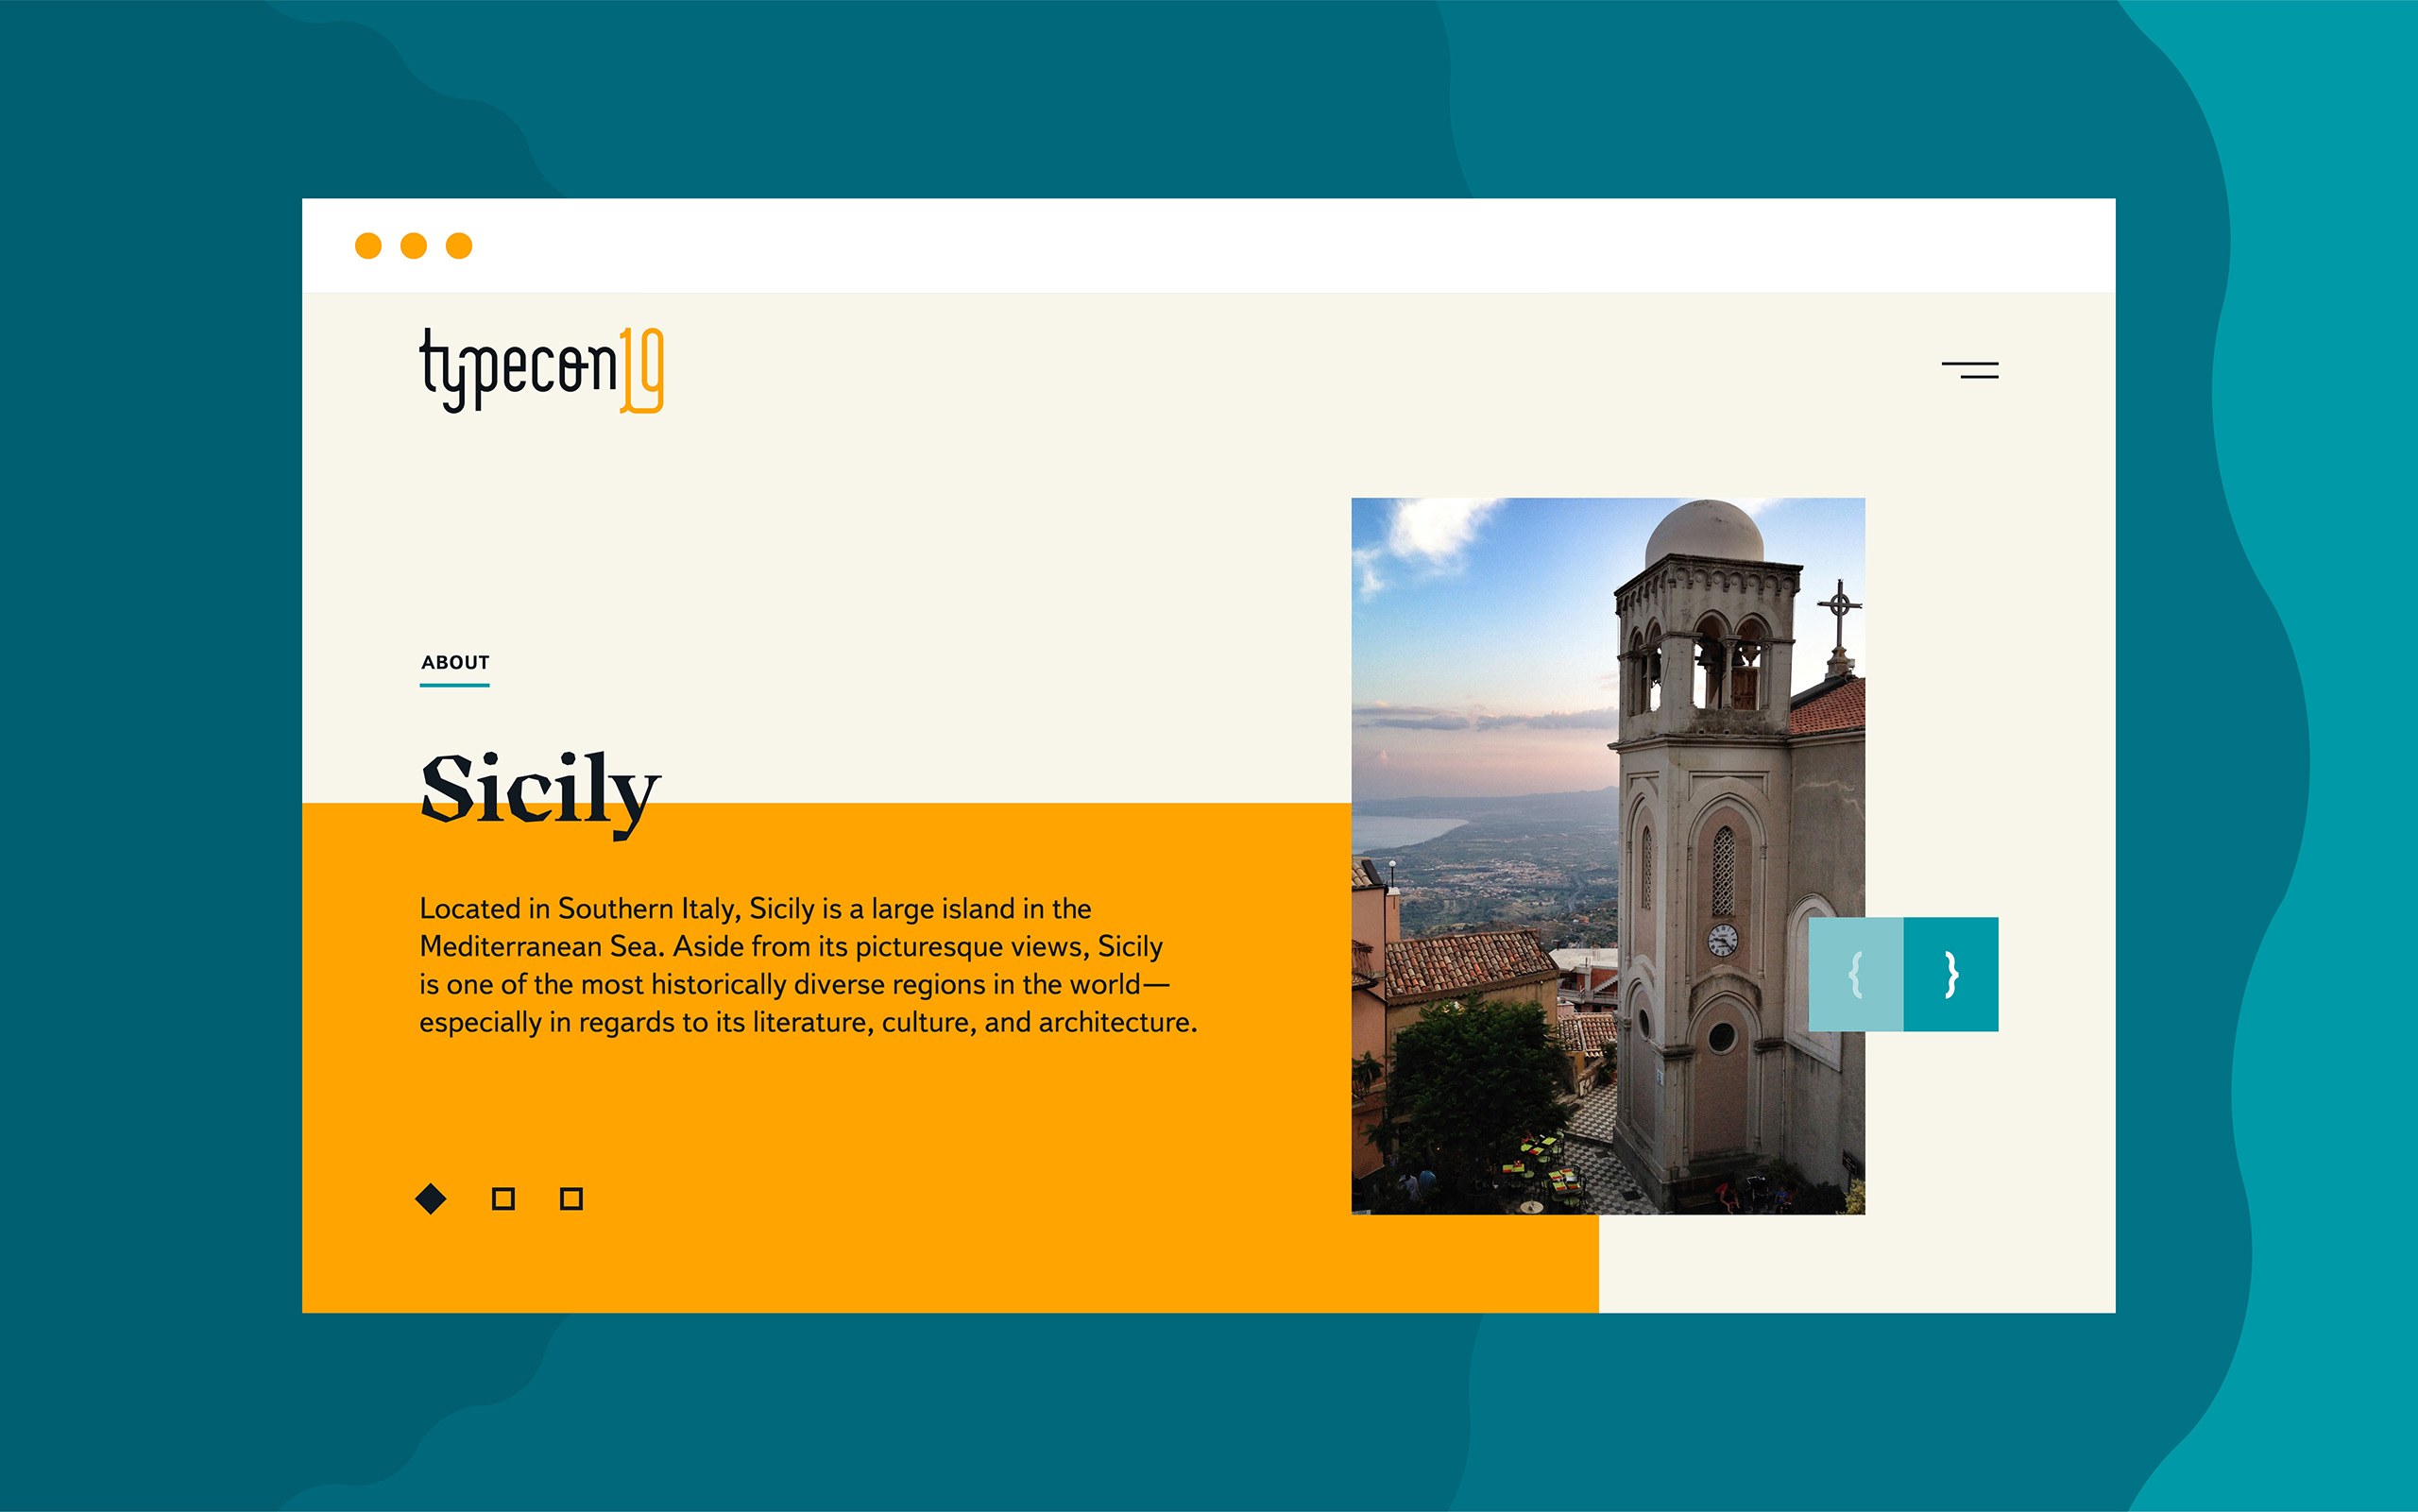 typecon19
ABOUT
Sicily
Located in Southern Italy, Sicily is a large island in the
Mediterranean Sea. Aside from its picturesque views, Sicily
is one of the most historically diverse regions in the world—
especially in regards to its literature, culture, and architecture.
{ }